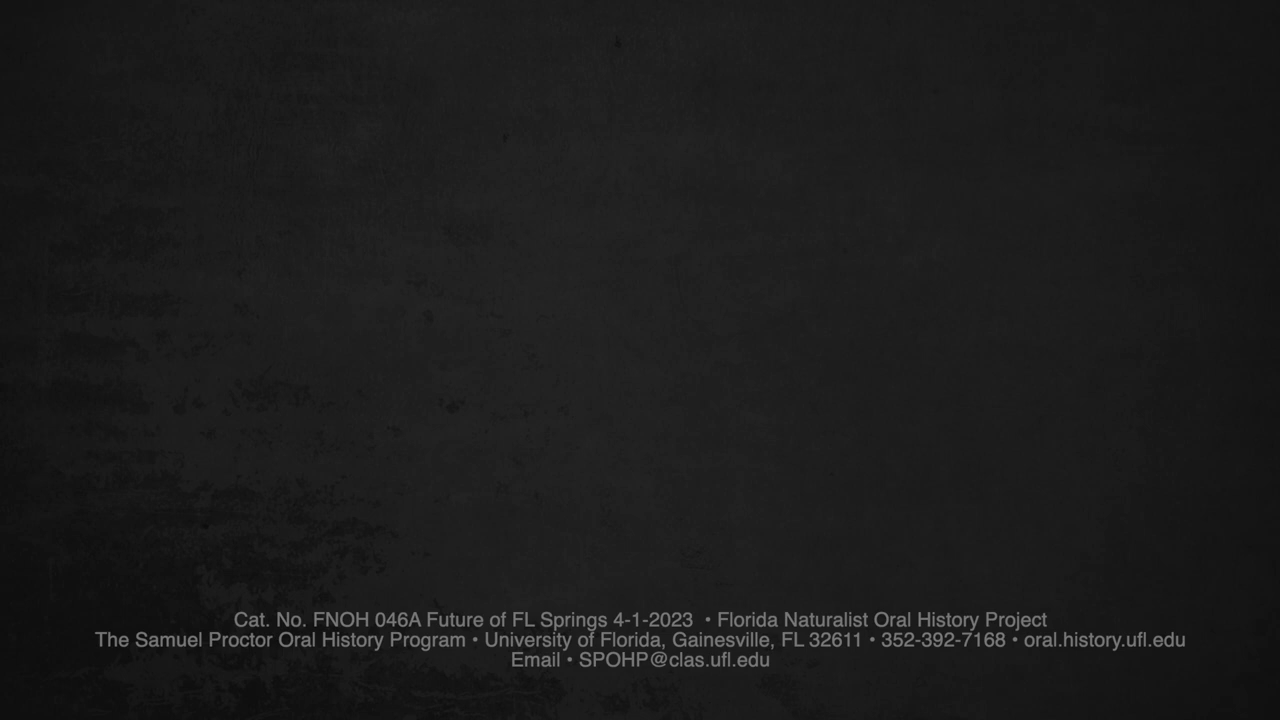 Cat. No. FNOH 046A Future of FL Springs 4-1-2023 • Florida Naturalist Oral History Project
The Samuel Proctor Oral History Program • University of Florida, Gainesville, FL 32611 • 352-392-7168 • oral.history.ufl.edu
Email • SPOHP@clas.ufl.edu